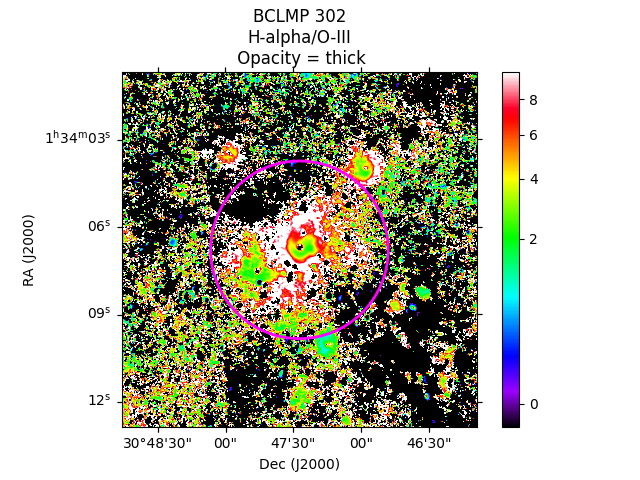 BCLMP 302
H-alpha/O-III
Opacity = thick
1ʰ34ᵐ03ˢ
06ˢ
09ˢ
12ˢ
RA (J2000)
30°48'30" 00" 47'30" 00" 46'30"
Dec (J2000)
8
6
4
2
0